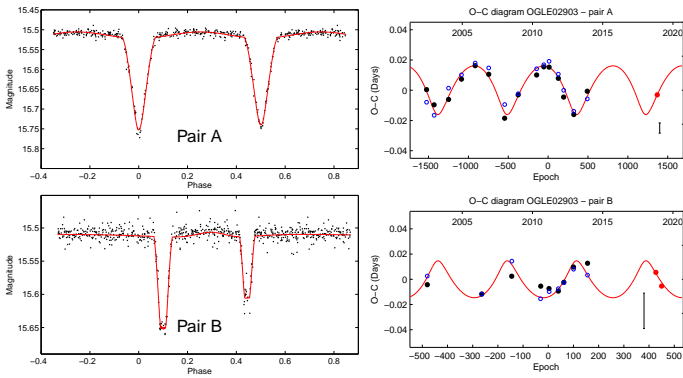 15.45
15.5
15.55
15.6
15.65
15.7
15.75
15.8
Magnitude
Pair A
−0.4 −0.2 0 0.2 0.4 0.6 0.8
Phase
O−C diagram OGLE02903 − pair A
2005 2010 2015 2020
0.04
0.02
0
−0.02
−0.04
O−C (Days)
−1500 −1000 −500 0 500 1000 1500
Epoch
15.5
15.55
15.6
15.65
Magnitude
Pair B
−0.4 −0.2 0 0.2 0.4 0.6 0.8
Phase
O−C diagram OGLE02903 − pair B
2005 2010 2015 2020
0.04
0.02
0
−0.02
−0.04
O−C (Days)
−500 −400 −300 −200 −100 0 100 200 300 400 500
Epoch